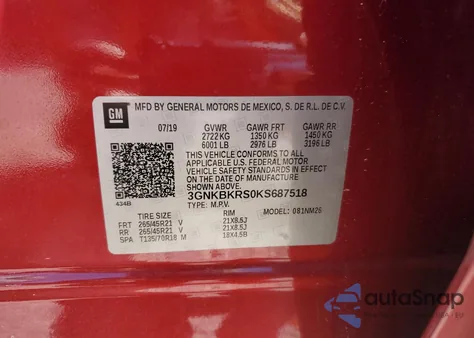 GM
MFD BY GENERAL MOTORS DE MEXICO, S. DE R.L. DE C.V.
07/19 GVWR GAWR FRT GAWR RR
2722 KG 1350 KG 1450 KG
6001 LB 2976 LB 3196 LB
THIS VEHICLE CONFORMS TO ALL
APPLICABLE U.S. FEDERAL MOTOR
VEHICLE SAFETY STANDARDS IN
EFFECT ON THE DATE OF MANUFACTURE
SHOWN ABOVE.
3GNKBKRS0KS687518
434B TYPE: M.P.V. MODEL: 081NM26
TIRE SIZE RIM
FRT 265/45R21 V 21X8.5J
RR 265/45R21 V 21X8.5J
SPA T135/70R18 M 18X4.5B
autoSnap